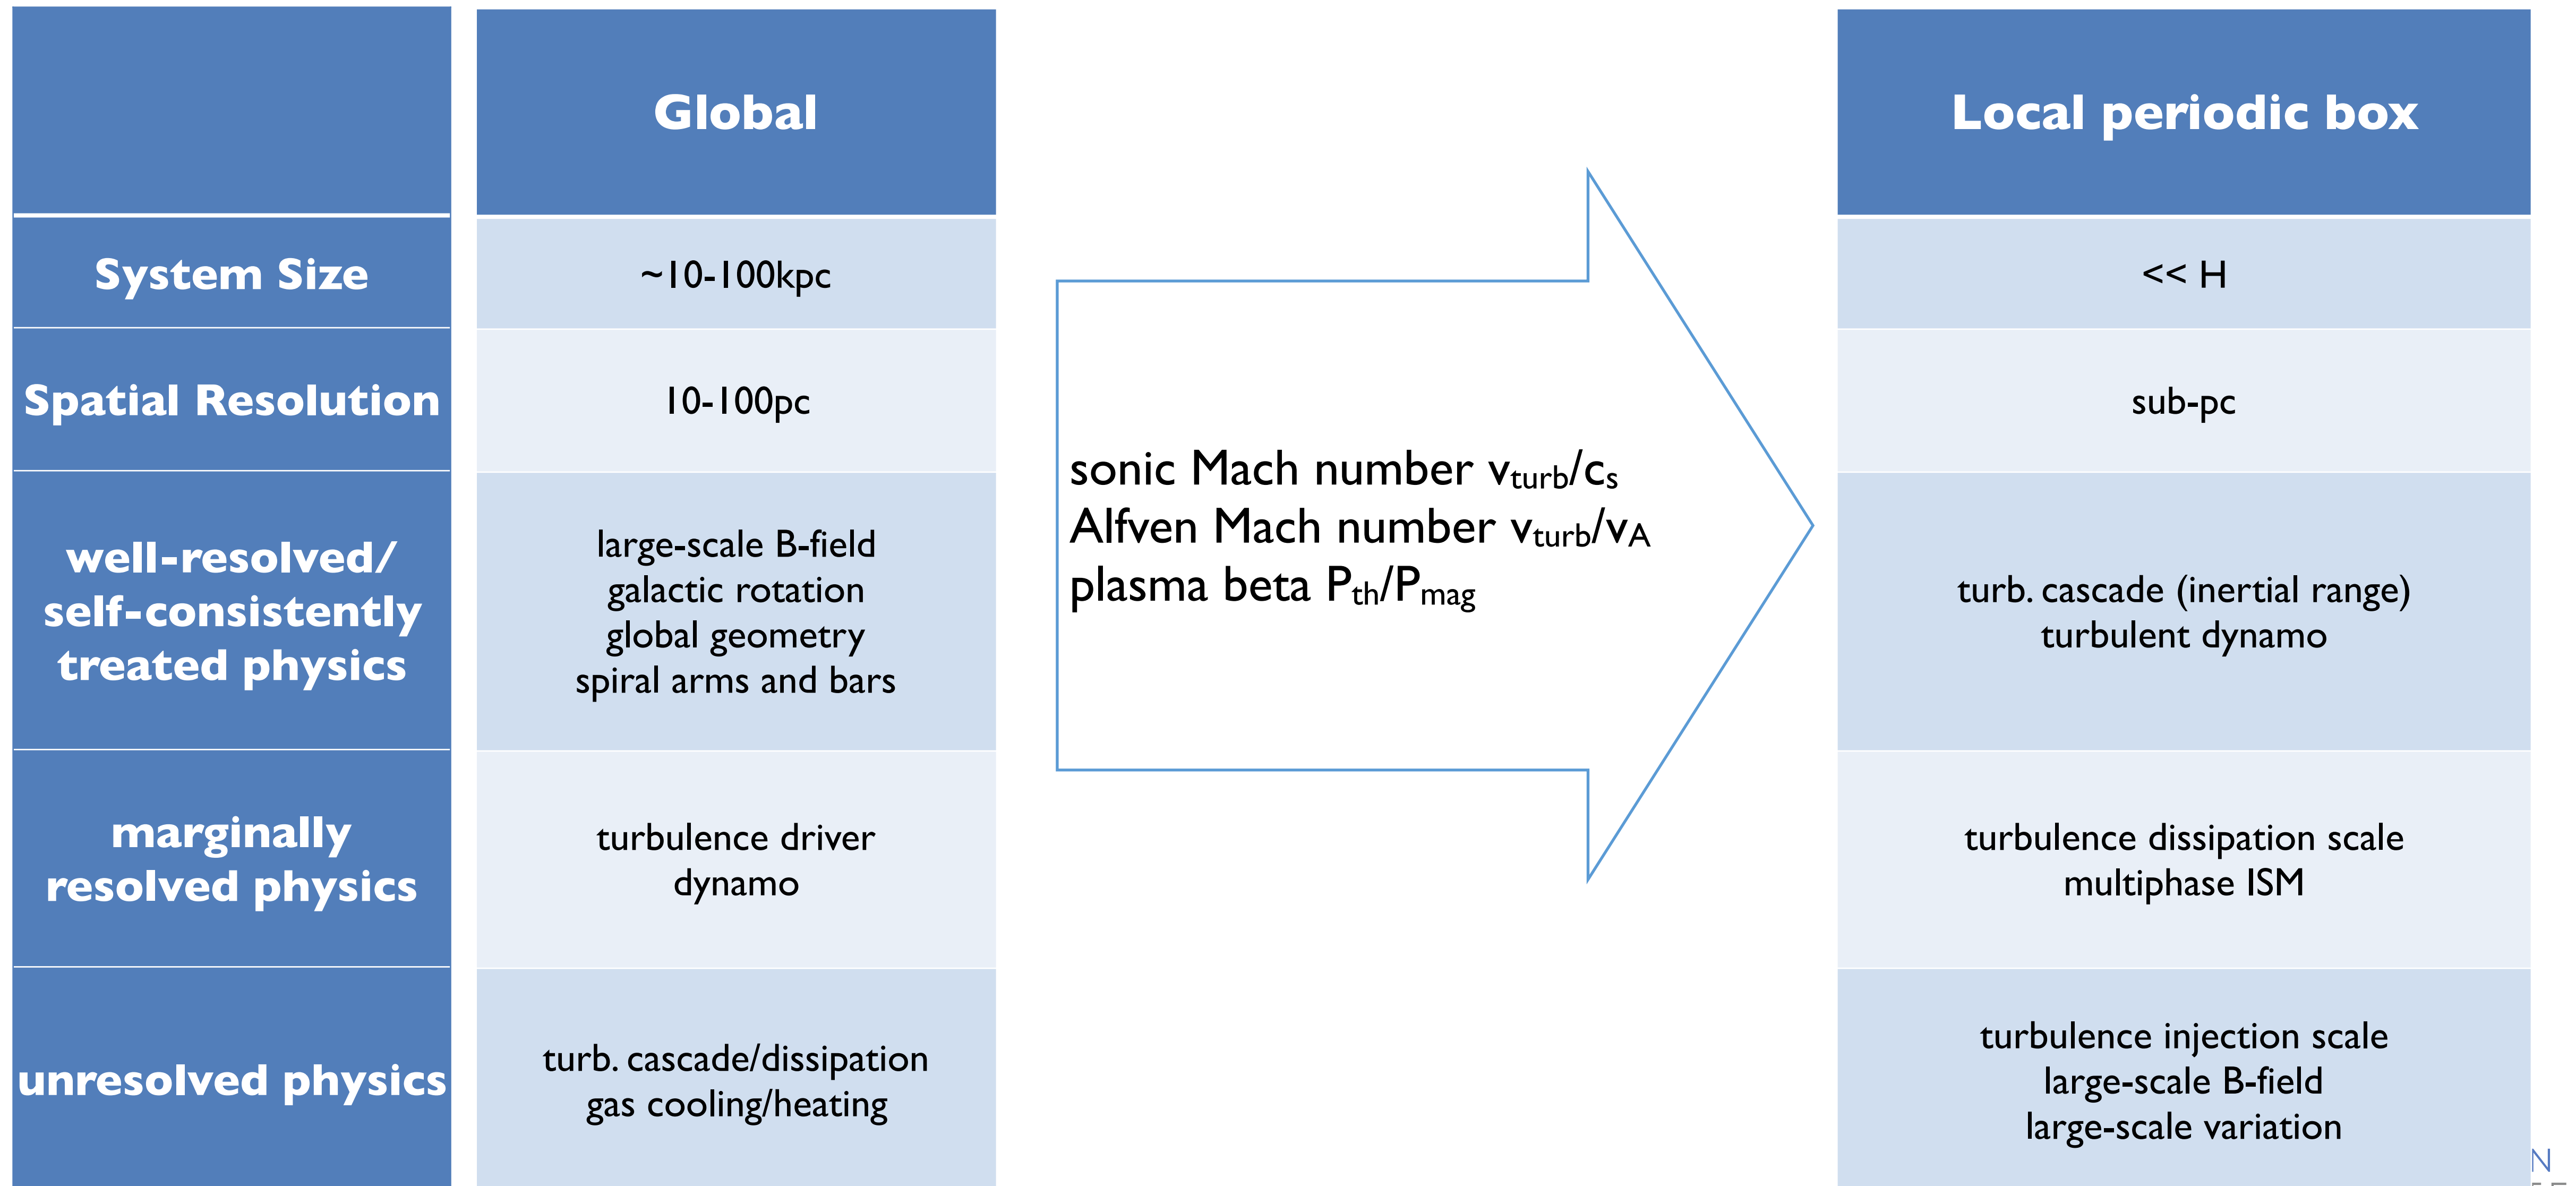 Global
Local periodic box
System Size
~10-100kpc
<< H
Spatial Resolution
10-100pc
sub-pc
well-resolved/
self-consistently
treated physics
large-scale B-field
galactic rotation
global geometry
spiral arms and bars
sonic Mach number vturb/cs
Alfven Mach number vturb/vA
plasma beta Pth/Pmag
turb. cascade (inertial range)
turbulent dynamo
marginally
resolved physics
turbulence driver
dynamo
turbulence dissipation scale
multiphase ISM
unresolved physics
turb. cascade/dissipation
gas cooling/heating
turbulence injection scale
large-scale B-field
large-scale variation
N